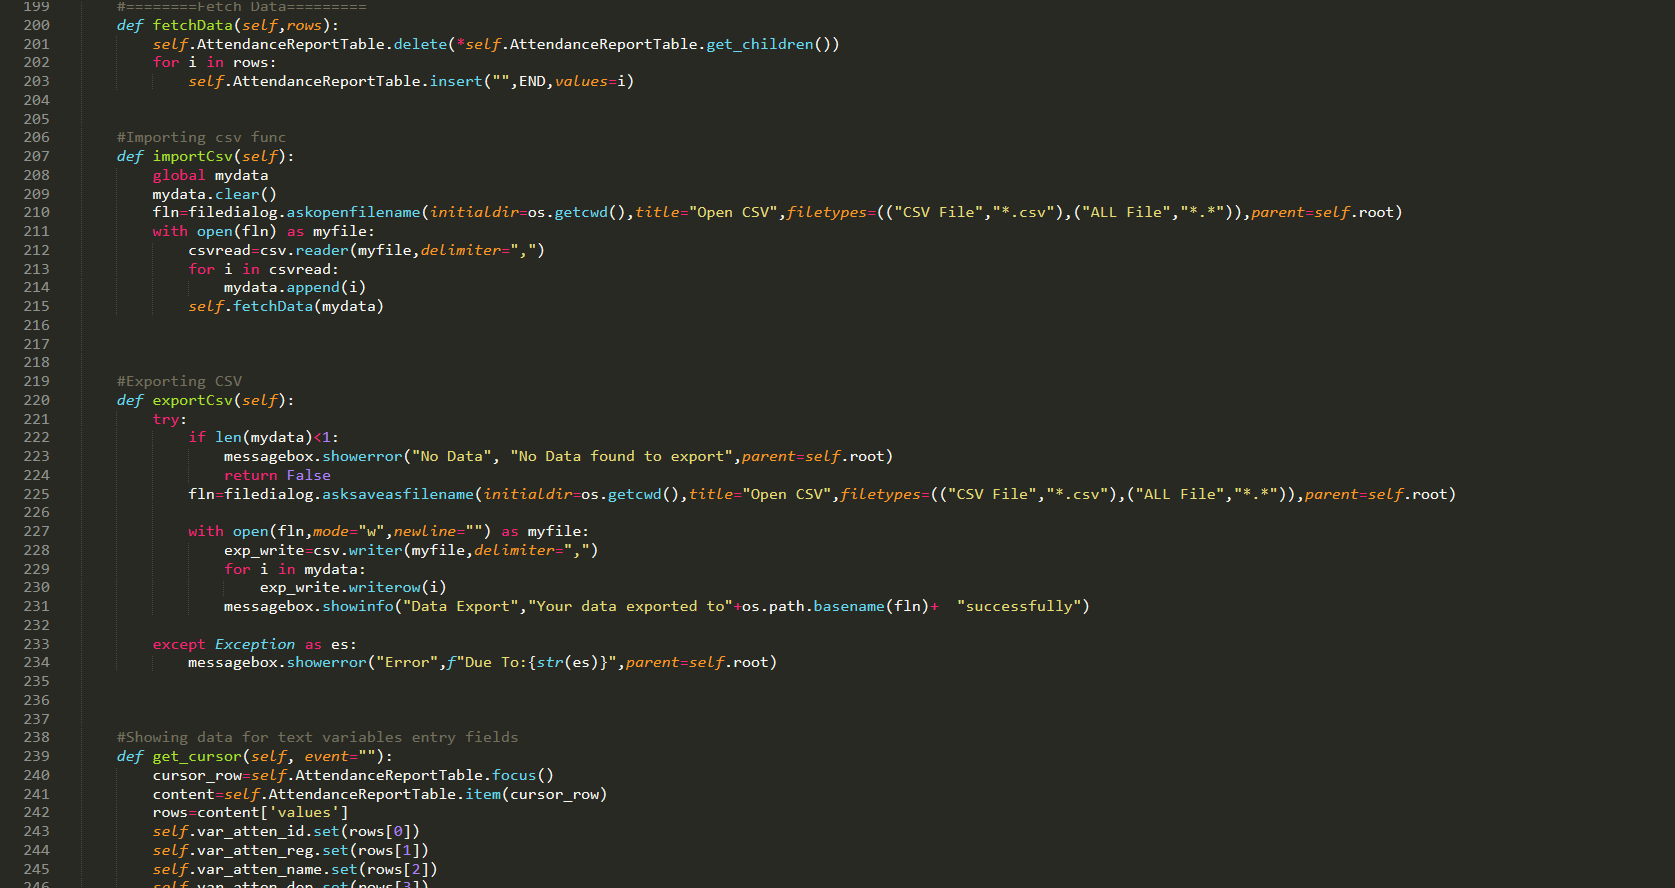 199 #========Fetch Data=========
200 def fetchData(self,rows):
201 self.AttendanceReportTable.delete(*self.AttendanceReportTable.get_children())
202 for i in rows:
203 self.AttendanceReportTable.insert("",END,values=i)
204
205
206 #Importing csv func
207 def importCsv(self):
208 global mydata
209 mydata.clear()
210 fln=filedialog.askopenfilename(initialdir=os.getcwd(),title="Open CSV",filetypes=(("CSV File","*.csv"),("ALL File","*.*")),parent=self.root)
211 with open(fln) as myfile:
212 csvread=csv.reader(myfile,delimiter=",")
213 for i in csvread:
214 mydata.append(i)
215 self.fetchData(mydata)
216
217
218
219 #Exporting CSV
220 def exportCsv(self):
221 try:
222 if len(mydata)<1:
223 messagebox.showerror("No Data", "No Data found to export",parent=self.root)
224 return False
225 fln=filedialog.asksaveasfilename(initialdir=os.getcwd(),title="Open CSV",filetypes=(("CSV File","*.csv"),("ALL File","*.*")),parent=self.root)
226
227 with open(fln,mode="w",newline="") as myfile:
228 exp_write=csv.writer(myfile,delimiter=",")
229 for i in mydata:
230 exp_write.writerow(i)
231 messagebox.showinfo("Data Export","Your data exported to"+os.path.basename(fln)+  "successfully")
232
233 except Exception as es:
234 messagebox.showerror("Error",f"Due To:{str(es)}",parent=self.root)
235
236
237
238 #Showing data for text variables entry fields
239 def get_cursor(self, event=""):
240 cursor_row=self.AttendanceReportTable.focus()
241 content=self.AttendanceReportTable.item(cursor_row)
242 rows=content['values']
243 self.var_atten_id.set(rows[0])
244 self.var_atten_reg.set(rows[1])
245 self.var_atten_name.set(rows[2])
246 self.var_atten_dep.set(rows[3])